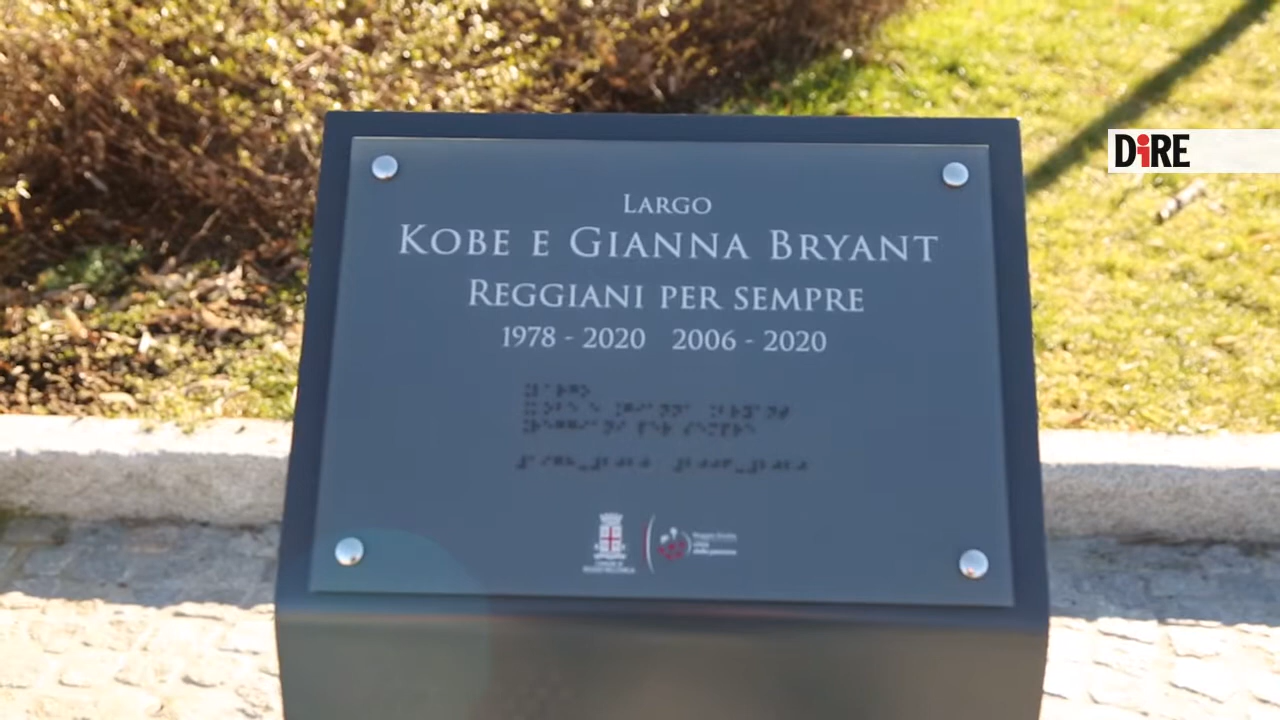 DiRE
LARGO
KOBE E GIANNA BRYANT
REGGIANI PER SEMPRE
1978 - 2020 2006 - 2020